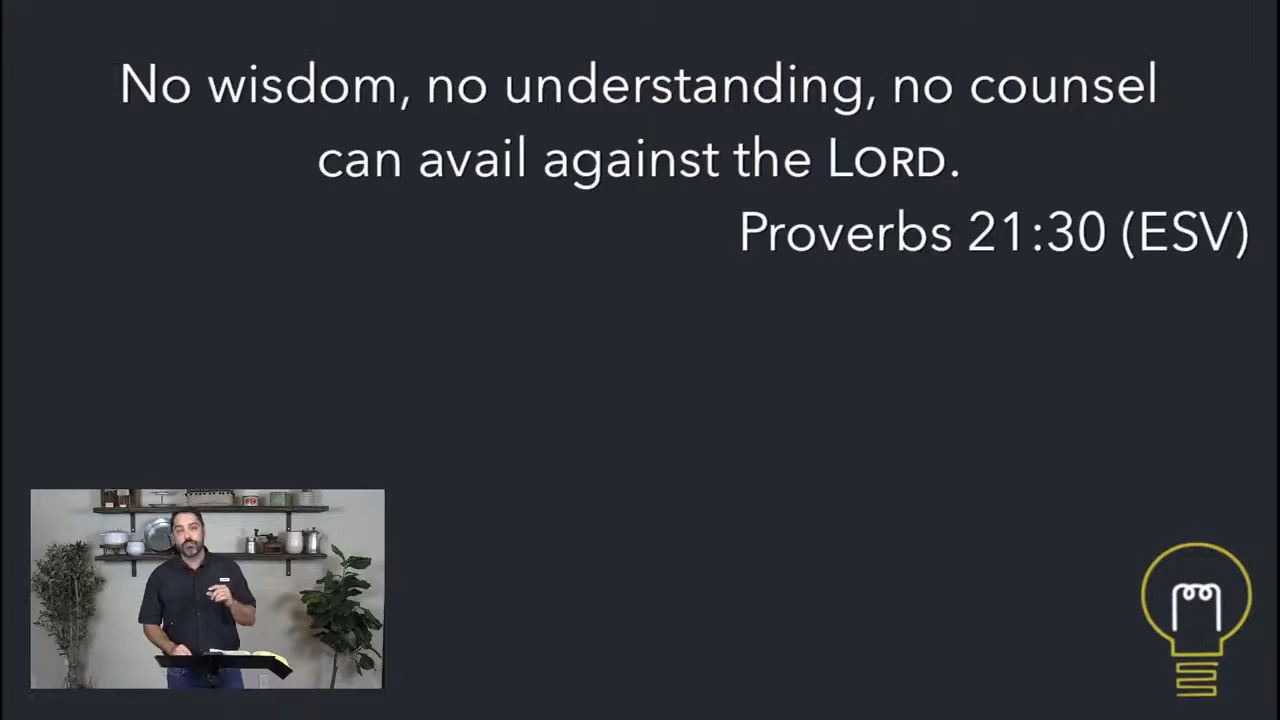 No wisdom, no understanding, no counsel
can avail against the LORD.
Proverbs 21:30 (ESV)